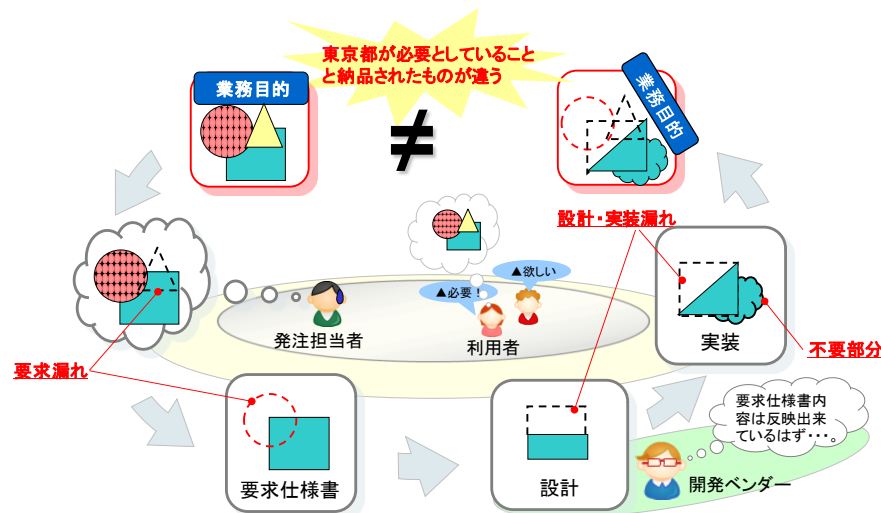 東京都が必要としていること
と納品されたものが違う
業務目的
業務目的
≠
設計・実装漏れ
▲欲しい
▲必要！
発注担当者
利用者
実装
不要部分
要求漏れ
要求仕様書内
容は反映出来
ているはず・・・。
要求仕様書
設計
開発ベンダー